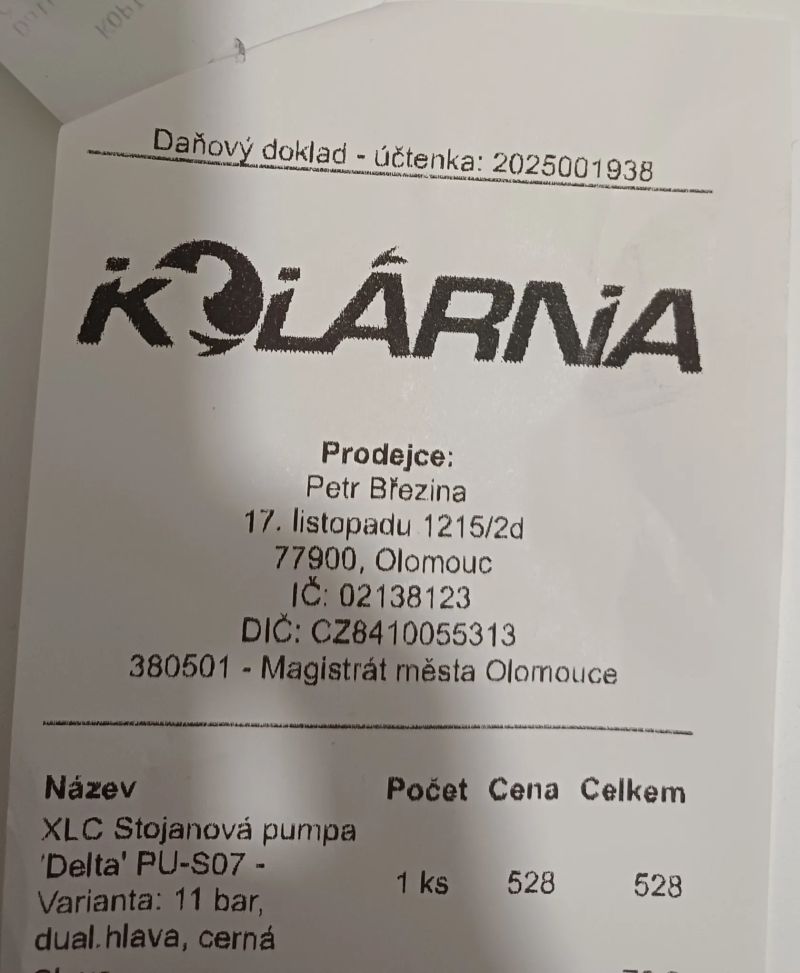 Daňový doklad - účtenka: 2025001938
KOLÁRNiA
Prodejce:
Petr Březina
17. listopadu 1215/2d
77900, Olomouc
IČ: 02138123
DIČ: CZ8410055313
380501 - Magistrát města Olomouce
Název Počet Cena Celkem
XLC Stojanová pumpa
'Delta' PU-S07 -
Varianta: 11 bar, 1 ks 528 528
dual.hlava, cerná